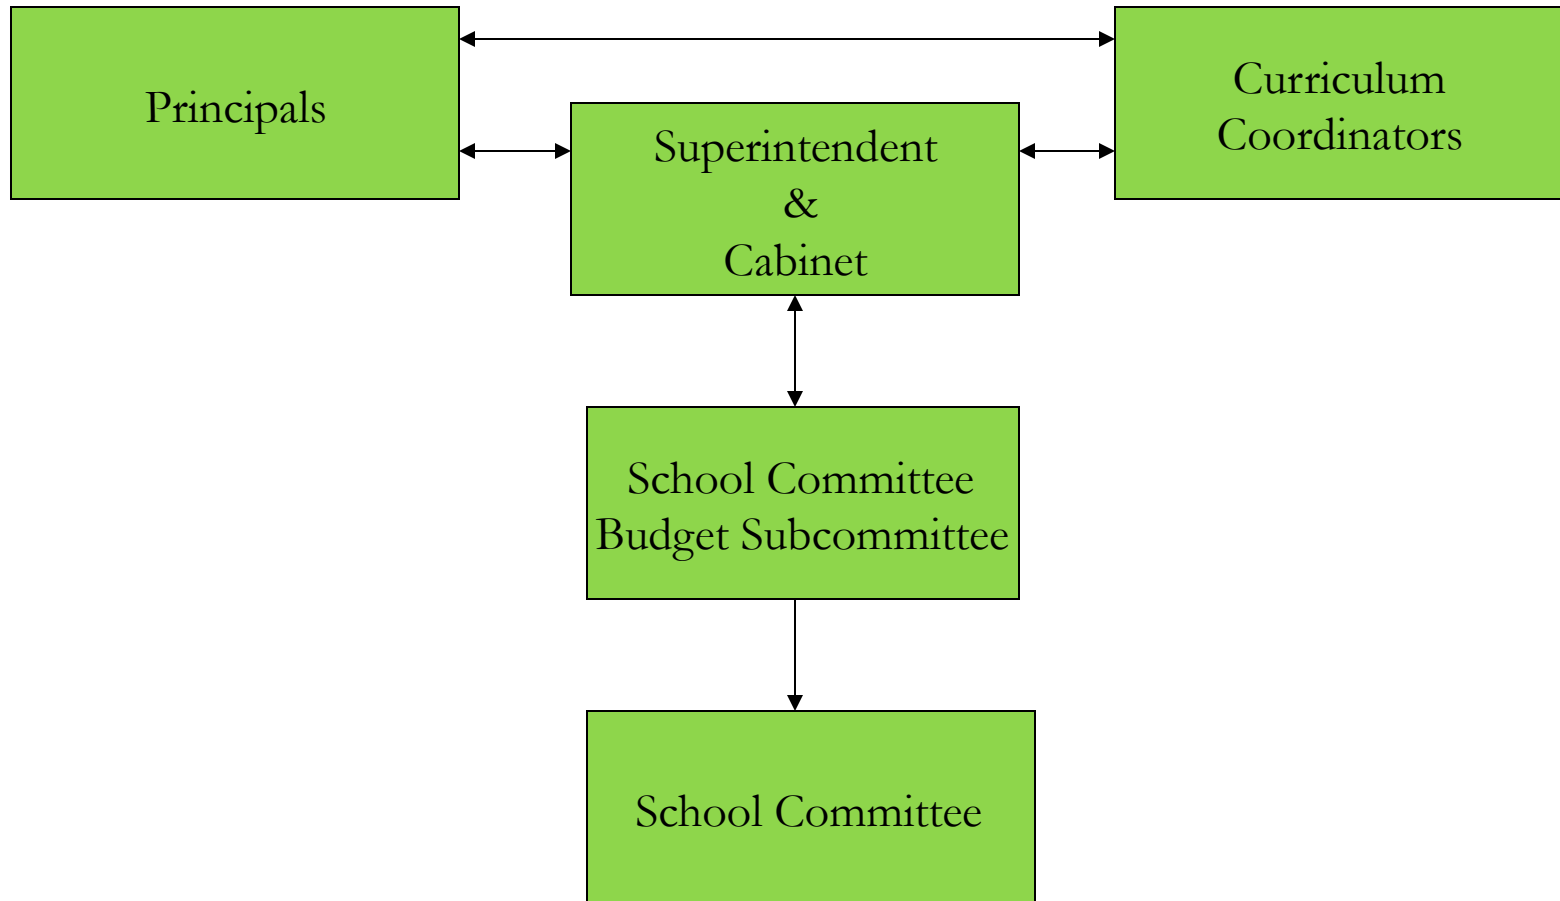 Principals
Curriculum
Coordinators
Superintendent
&
Cabinet
School Committee
Budget Subcommittee
School Committee